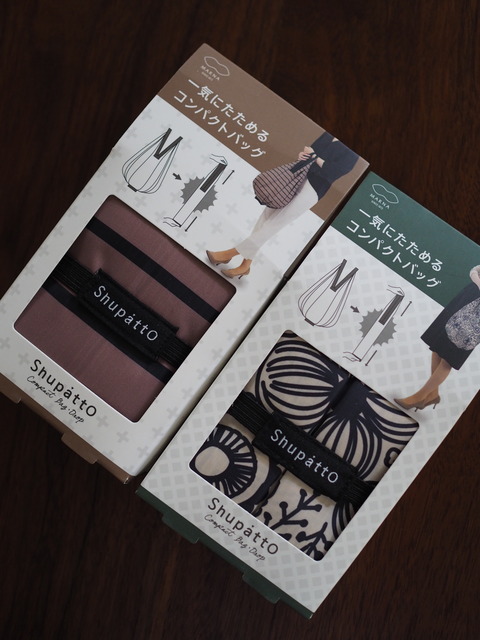 MARNA
一気にたためる
コンパクトバッグ
Shupatto
Shupatto
Compact Bag・Drop
MARNA
一気にたためる
コンパクトバッグ
Shupatto
Shupatto
Compact Bag・Drop